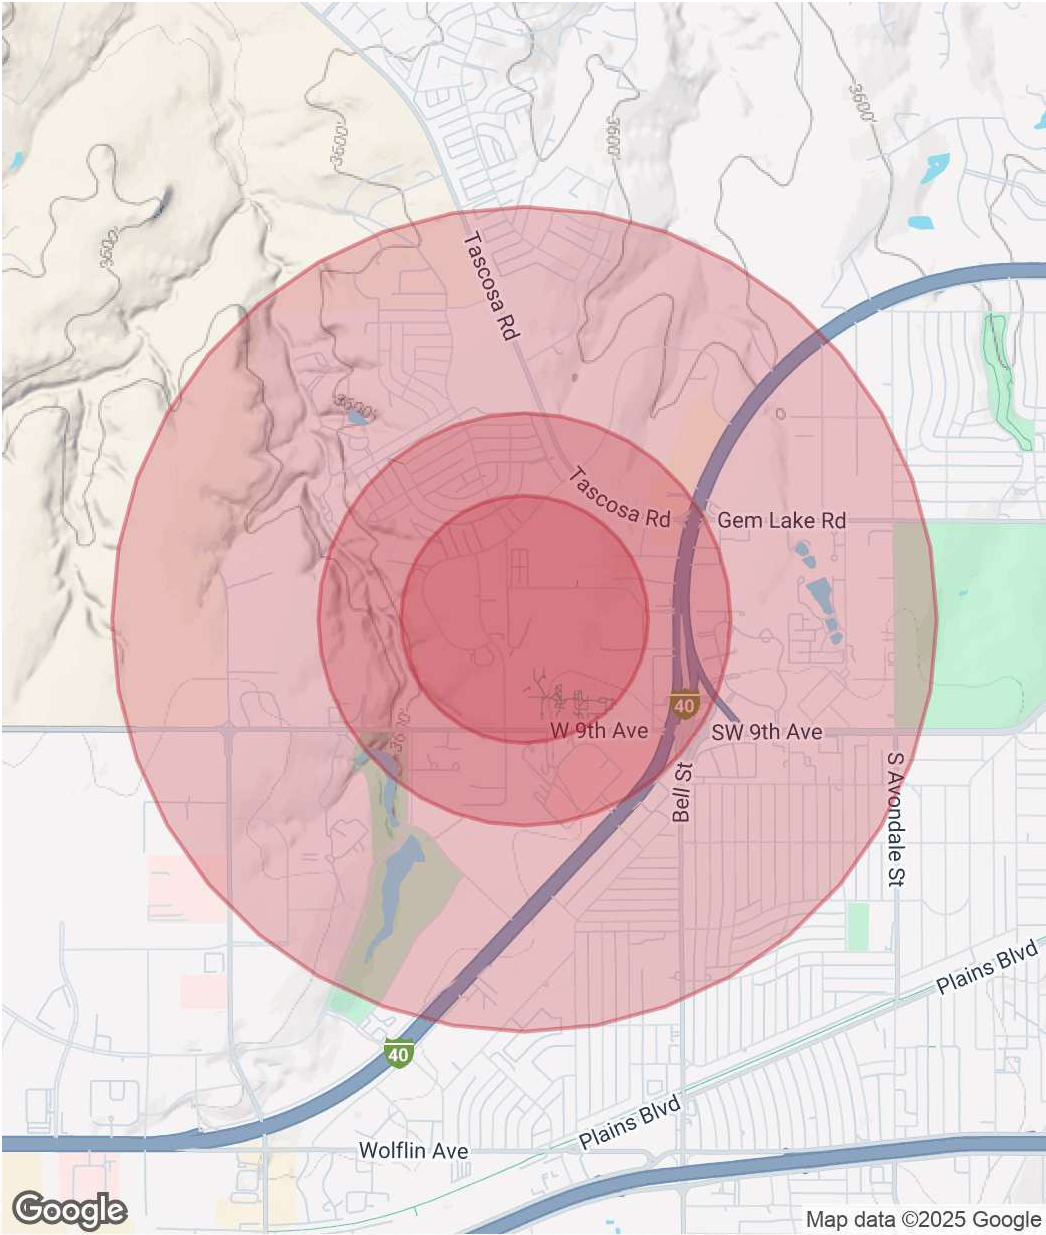 3600'
3600'
3600'
3600'
Tascosa Rd
3600'
Tascosa Rd
Gem Lake Rd
40
W 9th Ave
SW 9th Ave
Bell St
S Avondale St
Plains Blvd
40
Plains Blvd
Wolflin Ave
Google
Map data ©2025 Google